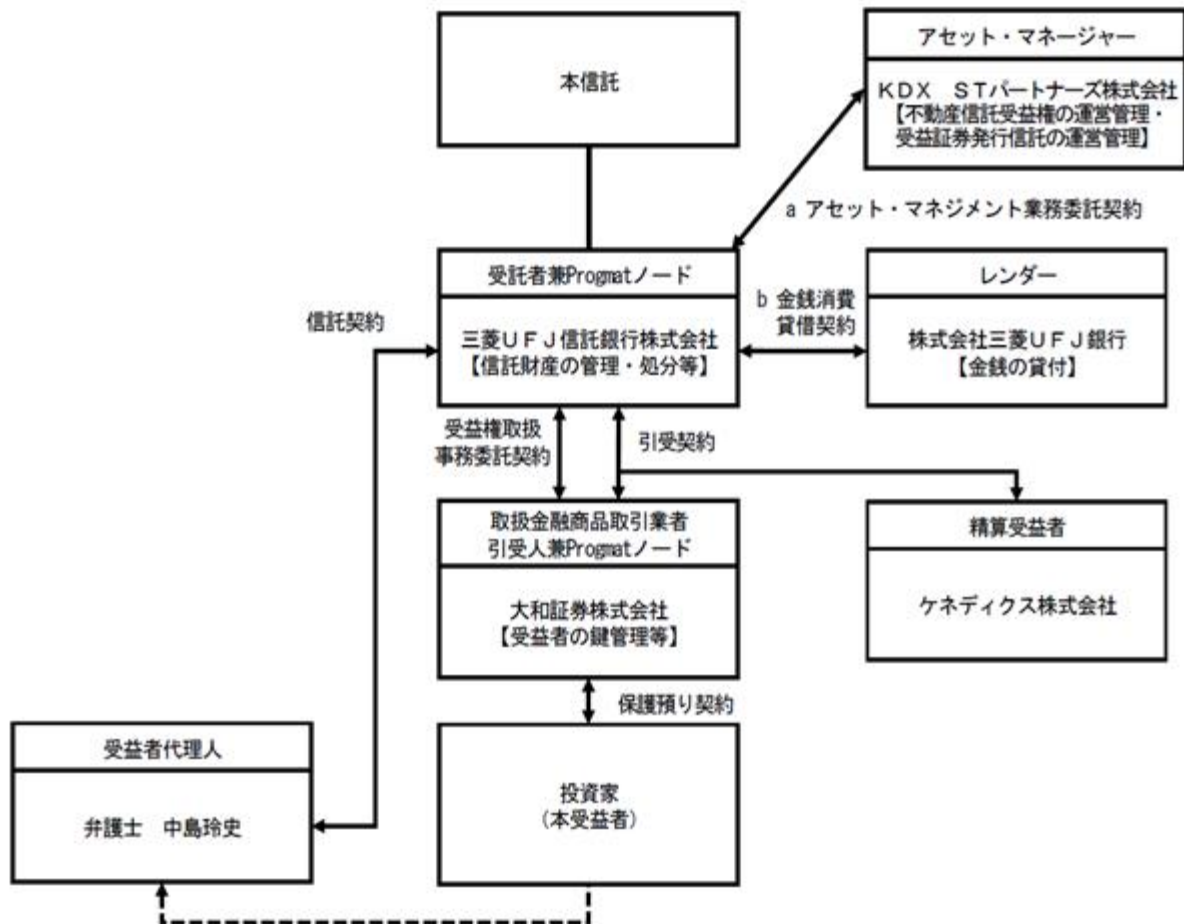 本信託
アセット・マネージャー
KDX STパートナーズ株式会社
【不動産信託受益権の運営管理・
受益証券発行信託の運営管理】
a アセット・マネジメント業務委託契約
受託者兼Progmatノード
三菱UFJ信託銀行株式会社
【信託財産の管理・処分等】
信託契約
b 金銭消費
貸借契約
レンダー
株式会社三菱UFJ銀行
【金銭の貸付】
受益権取扱
事務委託契約
引受契約
取扱金融商品取引業者
引受人兼Progmatノード
大和証券株式会社
【受益者の鍵管理等】
精算受益者
ケネディクス株式会社
保護預り契約
受益者代理人
弁護士 中島玲史
投資家
(本受益者)